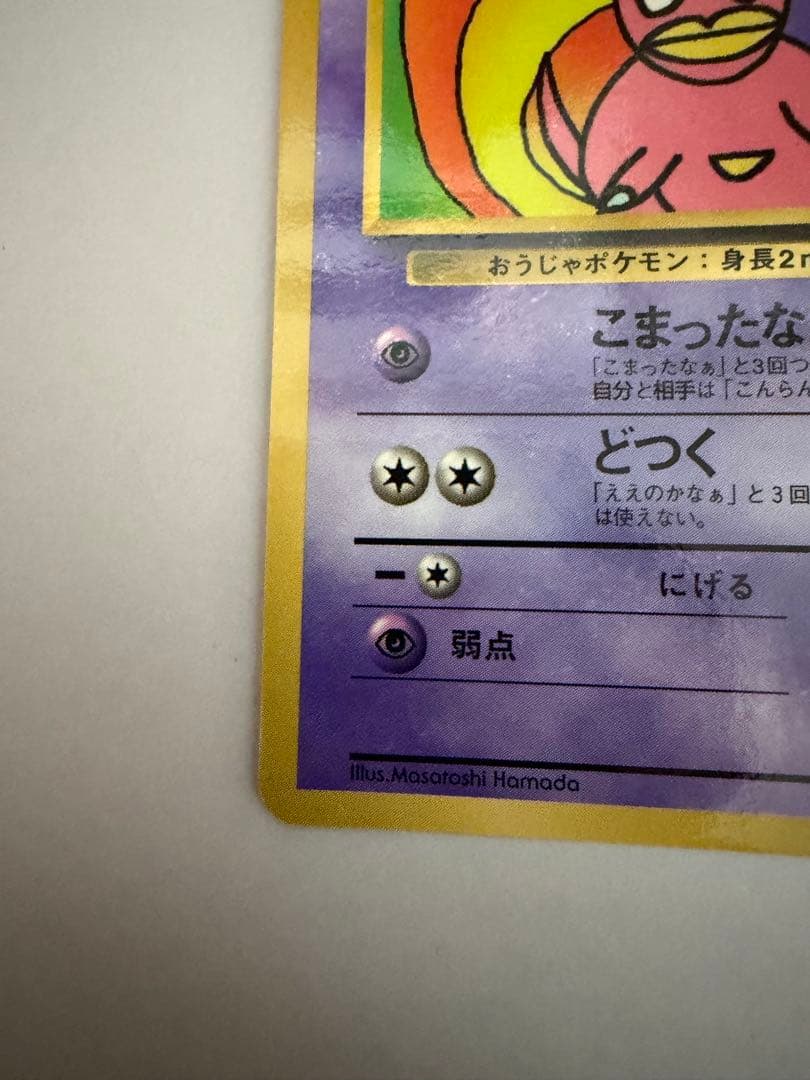 おうじゃポケモン：身長2m
こまったな
「こまったなぁ」と3回つ
自分と相手は「こんらん
どつく
「ええのかなぁ」と3回
は使えない。
ー にげる
弱点
Illus.Masatoshi Hamada